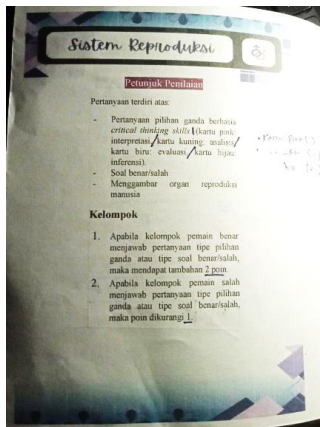 Sistem Reproduksi
Petunjuk Penilaian
Pertanyaan terdiri atas:
- Pertanyaan pilihan ganda berbasis
critical thinking skills (kartu pink:
interpretasi/kartu kuning: analisis/
kartu biru: evaluasi/kartu hijau:
inferensi).
- Soal benar/salah
- Menggambar organ reproduksi
manusia
Kelompok
1. Apabila kelompok pemain benar
menjawab pertanyaan tipe pilihan
ganda atau tipe soal benar/salah,
maka mendapat tambahan 2 poin.
2. Apabila kelompok pemain salah
menjawab pertanyaan tipe pilihan
ganda atau tipe soal benar/salah,
maka poin dikurangi 1.